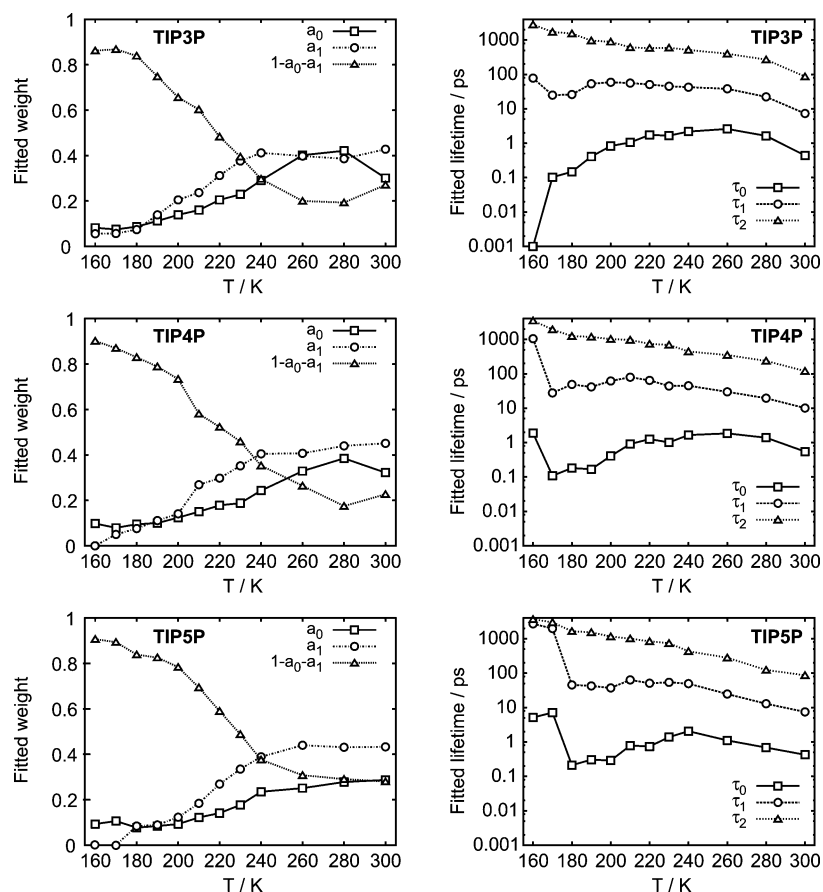 TIP3P
a0
a1
1-a0-a1
Fitted weight
1
0.8
0.6
0.4
0.2
0
160 180 200 220 240 260 280 300
T / K
TIP3P
Fitted lifetime / ps
1000
100
10
1
0.1
0.01
0.001
τ0
τ1
τ2
160 180 200 220 240 260 280 300
T / K
TIP4P
a0
a1
1-a0-a1
Fitted weight
1
0.8
0.6
0.4
0.2
0
160 180 200 220 240 260 280 300
T / K
TIP4P
Fitted lifetime / ps
1000
100
10
1
0.1
0.01
0.001
τ0
τ1
τ2
160 180 200 220 240 260 280 300
T / K
TIP5P
a0
a1
1-a0-a1
Fitted weight
1
0.8
0.6
0.4
0.2
0
160 180 200 220 240 260 280 300
T / K
TIP5P
Fitted lifetime / ps
1000
100
10
1
0.1
0.01
0.001
τ0
τ1
τ2
160 180 200 220 240 260 280 300
T / K